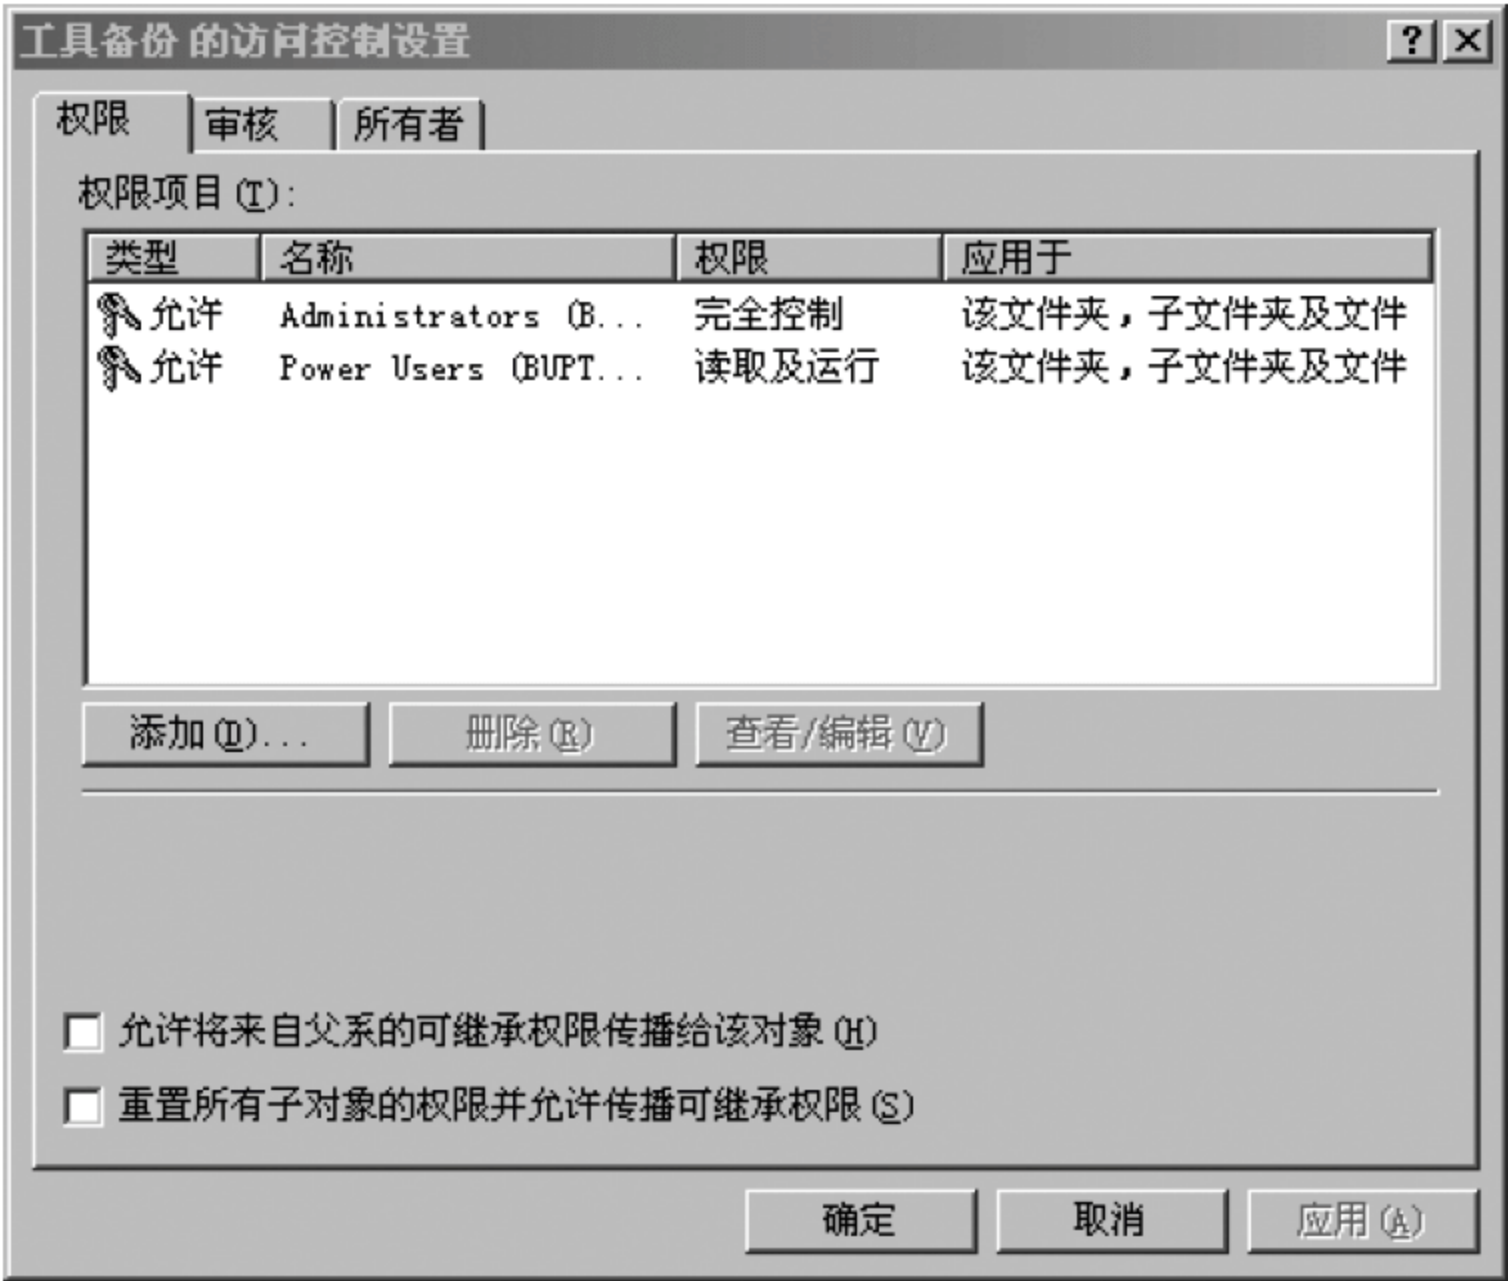 工具备份 的访问控制设置
权限 审核 所有者
权限项目(T):
类型 名称 权限 应用于
允许 Administrators (B... 完全控制 该文件夹，子文件夹及文件
允许 Power Users (BUPT... 读取及运行 该文件夹，子文件夹及文件
添加(D)... 删除(R) 查看/编辑(V)
允许将来自父系的可继承权限传播给该对象(H)
重置所有子对象的权限并允许传播可继承权限(S)
确定 取消 应用(A)